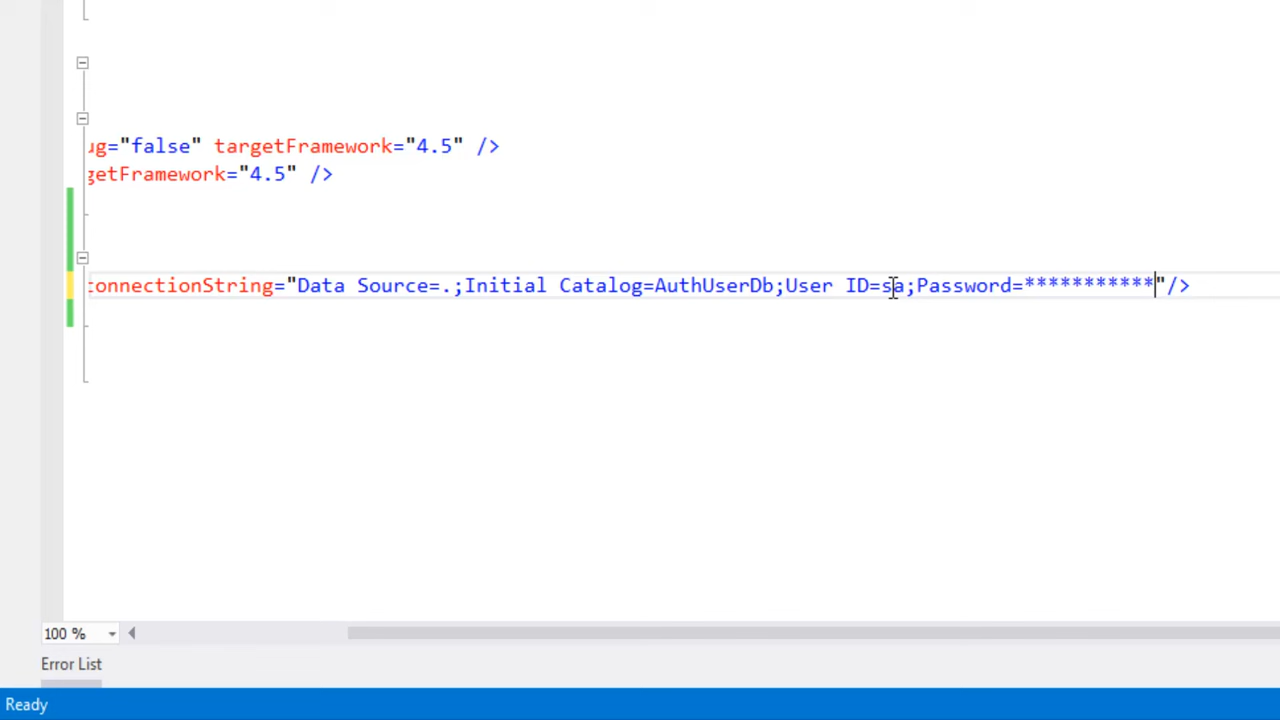 ug="false" targetFramework="4.5" />
getFramework="4.5" />
connectionString="Data Source=.;Initial Catalog=AuthUserDb;User ID=sa;Password=***********"/>
100 %
Error List
Ready